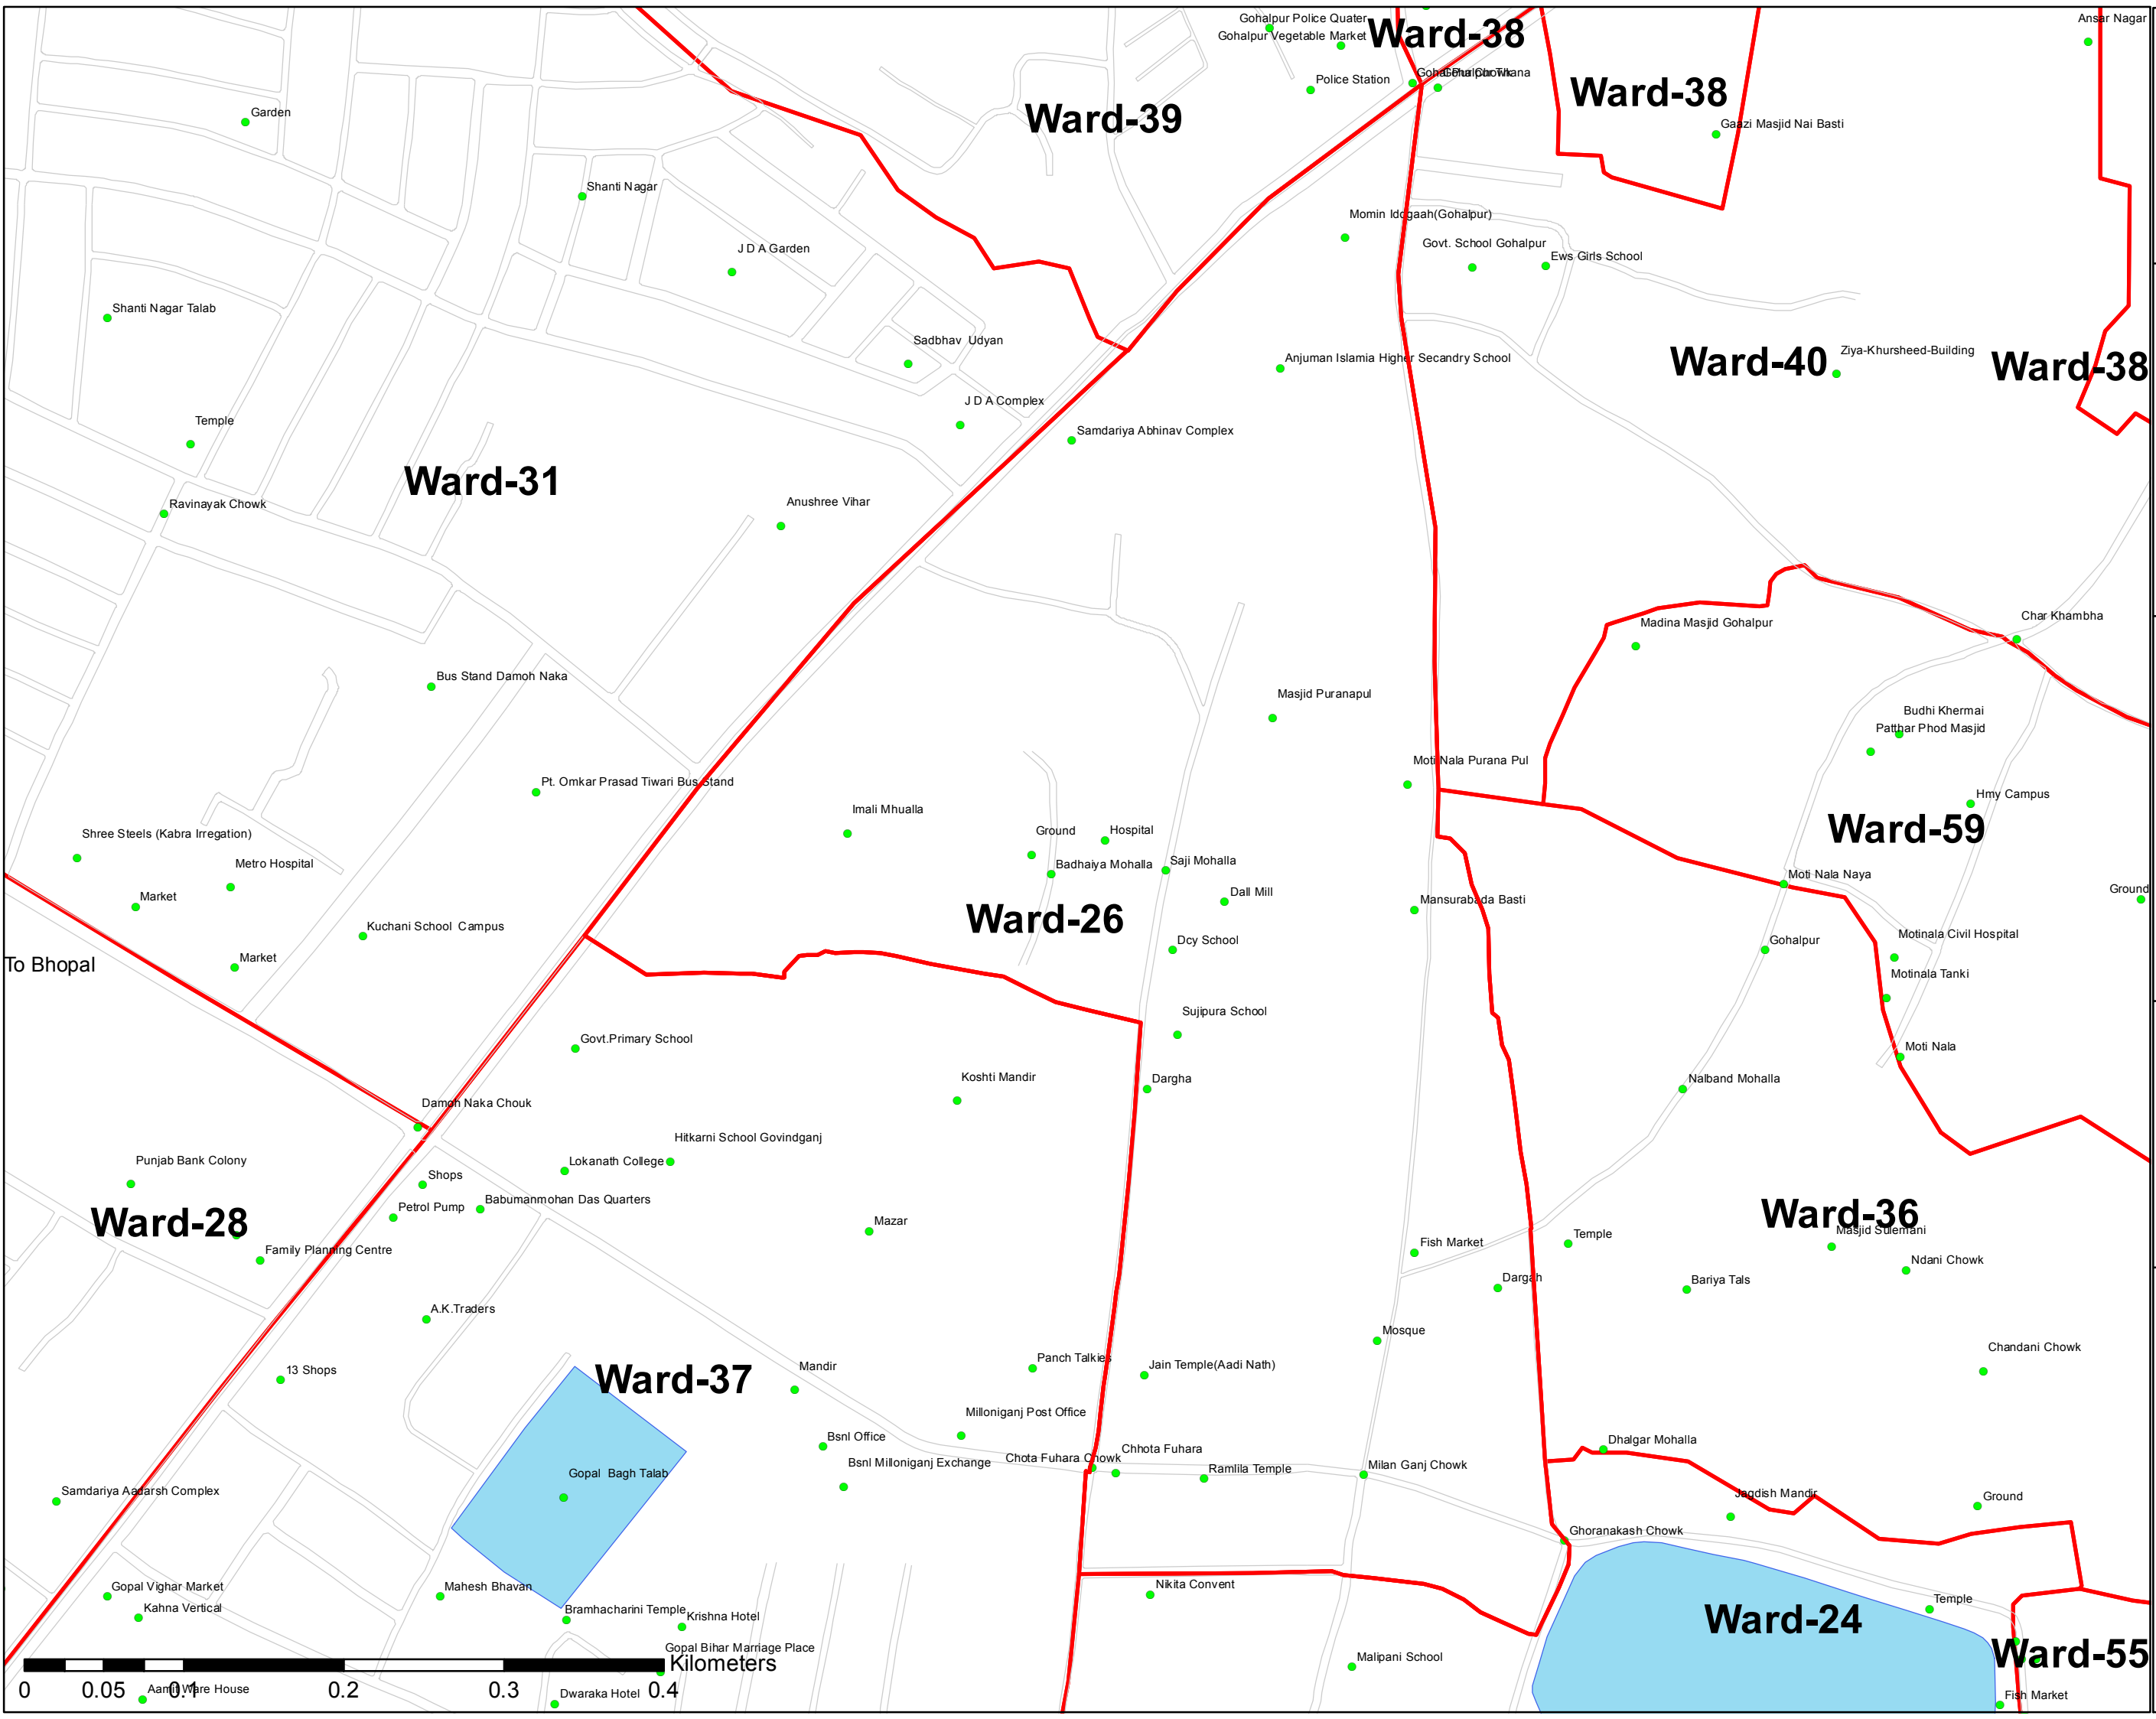 Gohalpur Police Quater
Ward-38
Ansar Nagar
Gohalpur Vegetable Market
Police Station
Ward-38
Garden
Ward-39
Gaazi Masjid Nai Basti
Shanti Nagar
Momin Idogaah(Gohalpur)
J D A Garden
Govt. School Gohalpur
Ews Girls School
Shanti Nagar Talab
Sadbhav Udyan
Anjuman Islamia Higher Secandry School
Ward-40
Ziya-Khursheed-Building
Ward-38
J D A Complex
Temple
Samdariya Abhinav Complex
Ward-31
Ravinayak Chowk
Anushree Vihar
Char Khambha
Madina Masjid Gohalpur
Bus Stand Damoh Naka
Masjid Puranapul
Budhi Khermai
Patthar Phod Masjid
Moti Nala Purana Pul
Pt. Omkar Prasad Tiwari Bus Stand
Hmy Campus
Imali Mhualla
Shree Steels (Kabra Irregation)
Ground
Hospital
Ward-59
Metro Hospital
Badhaiya Mohalla
Saji Mohalla
Moti Nala Naya
Market
Dall Mill
Mansurabada Basti
Ground
Ward-26
Kuchani School Campus
Dcy School
Gohalpur
Motinala Civil Hospital
To Bhopal
Market
Motinala Tanki
Sujipura School
Govt.Primary School
Moti Nala
Koshti Mandir
Dargha
Nalband Mohalla
Damoh Naka Chouk
Hitkarni School Govindganj
Punjab Bank Colony
Lokanath College
Shops
Babumanmohan Das Quarters
Petrol Pump
Ward-28
Mazar
Ward-36
Masjid Sulemani
Family Planning Centre
Fish Market
Temple
Ndani Chowk
Dargah
Bariya Tals
A.K.Traders
Mosque
Chandani Chowk
13 Shops
Ward-37
Mandir
Panch Talkies
Jain Temple(Aadi Nath)
Milloniganj Post Office
Bsnl Office
Dhalgar Mohalla
Chota Fuhara Chowk
Chhota Fuhara
Bsnl Milloniganj Exchange
Ramlila Temple
Milan Ganj Chowk
Gopal Bagh Talab
Samdariya Aadarsh Complex
Jagdish Mandir
Ground
Ghoranakash Chowk
Gopal Vighar Market
Mahesh Bhavan
Nikita Convent
Temple
Kahna Vertical
Bramhacharini Temple
Krishna Hotel
Ward-24
Gopal Bihar Marriage Place
Kilometers
Malipani School
Ward-55
0 0.05 0.1 0.2 0.3 0.4
Aamit Ware House
Dwaraka Hotel
Fish Market